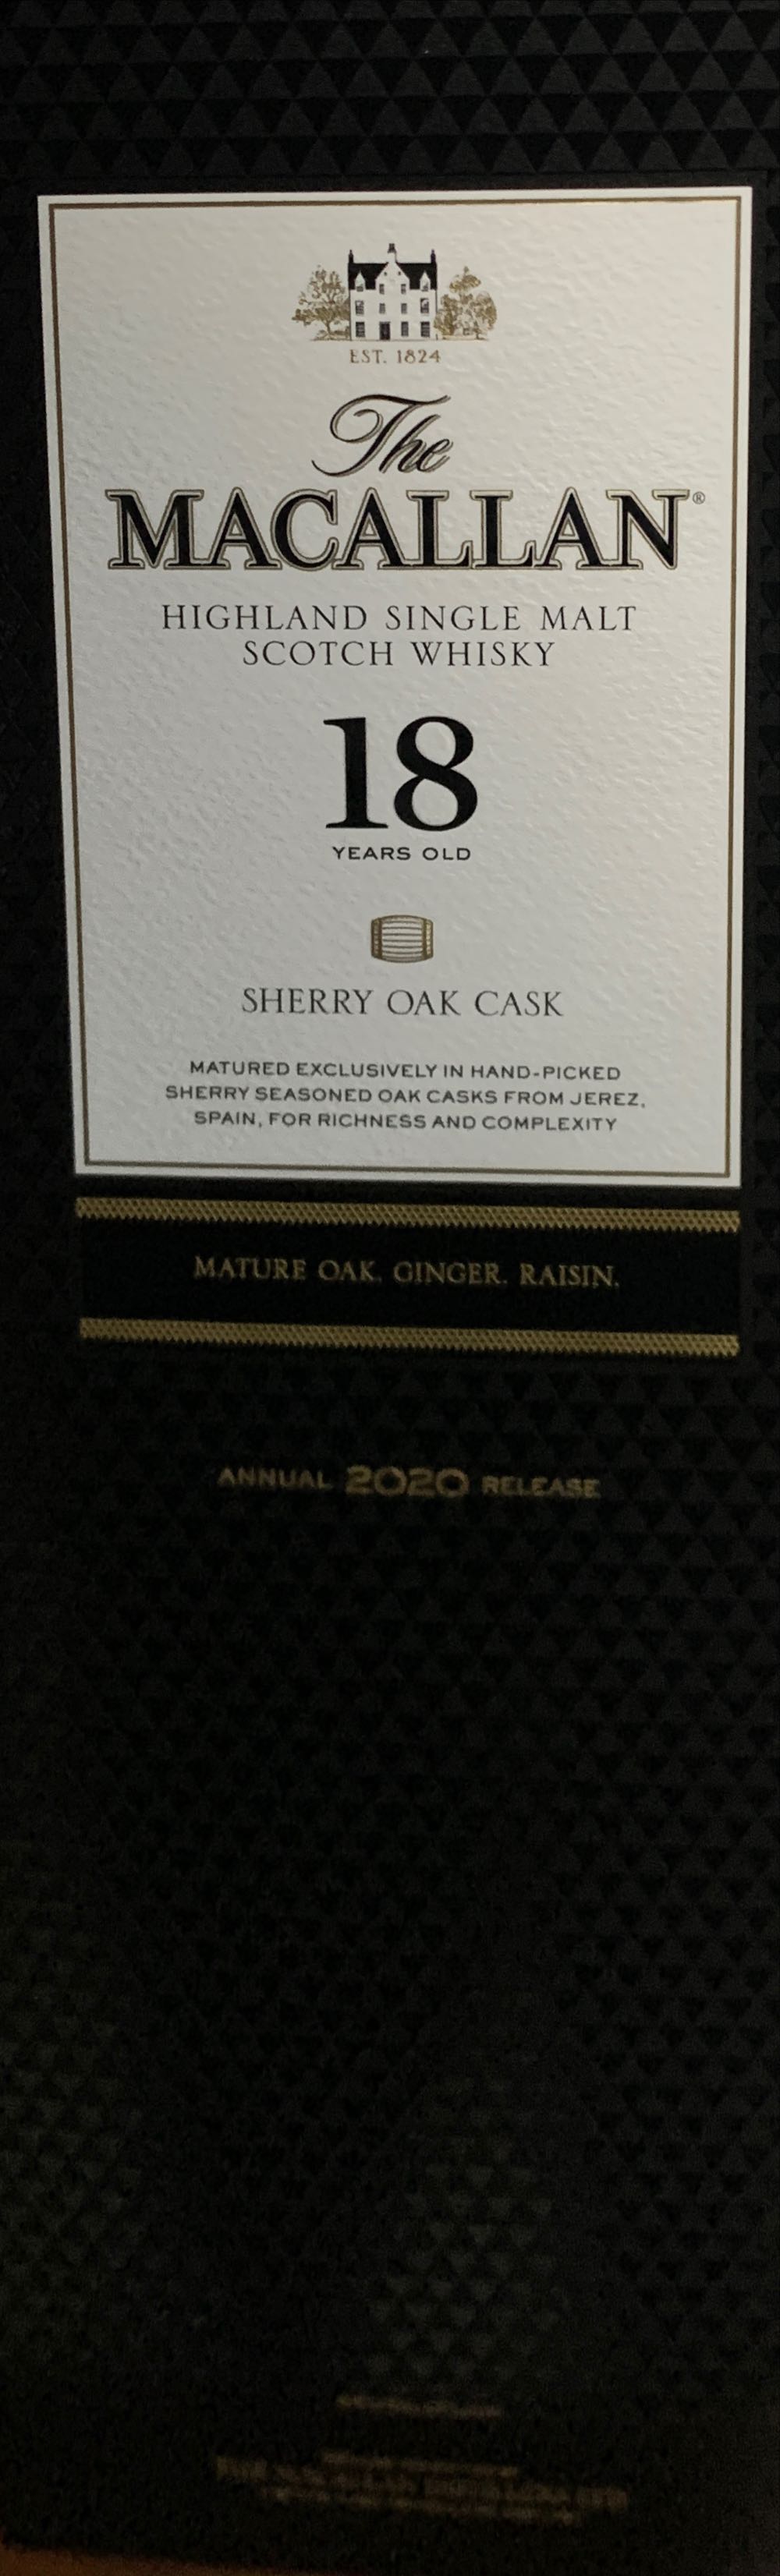 EST. 1824
The
MACALLAN®
HIGHLAND SINGLE MALT
SCOTCH WHISKY
18
YEARS OLD
SHERRY OAK CASK
MATURED EXCLUSIVELY IN HAND-PICKED
SHERRY SEASONED OAK CASKS FROM JEREZ,
SPAIN, FOR RICHNESS AND COMPLEXITY
MATURE OAK. GINGER. RAISIN.
ANNUAL 2020 RELEASE